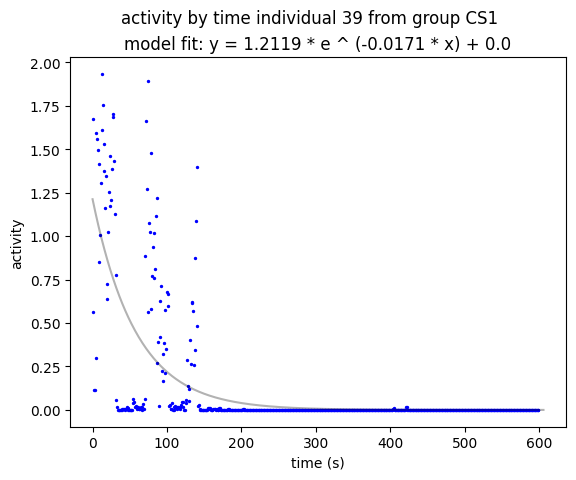 activity by time individual 39 from group CS1
model fit: y = 1.2119 * e ^ (-0.0171 * x) + 0.0
2.00
1.75
1.50
1.25
1.00
0.75
0.50
0.25
0.00
activity
0 100 200 300 400 500 600
time (s)